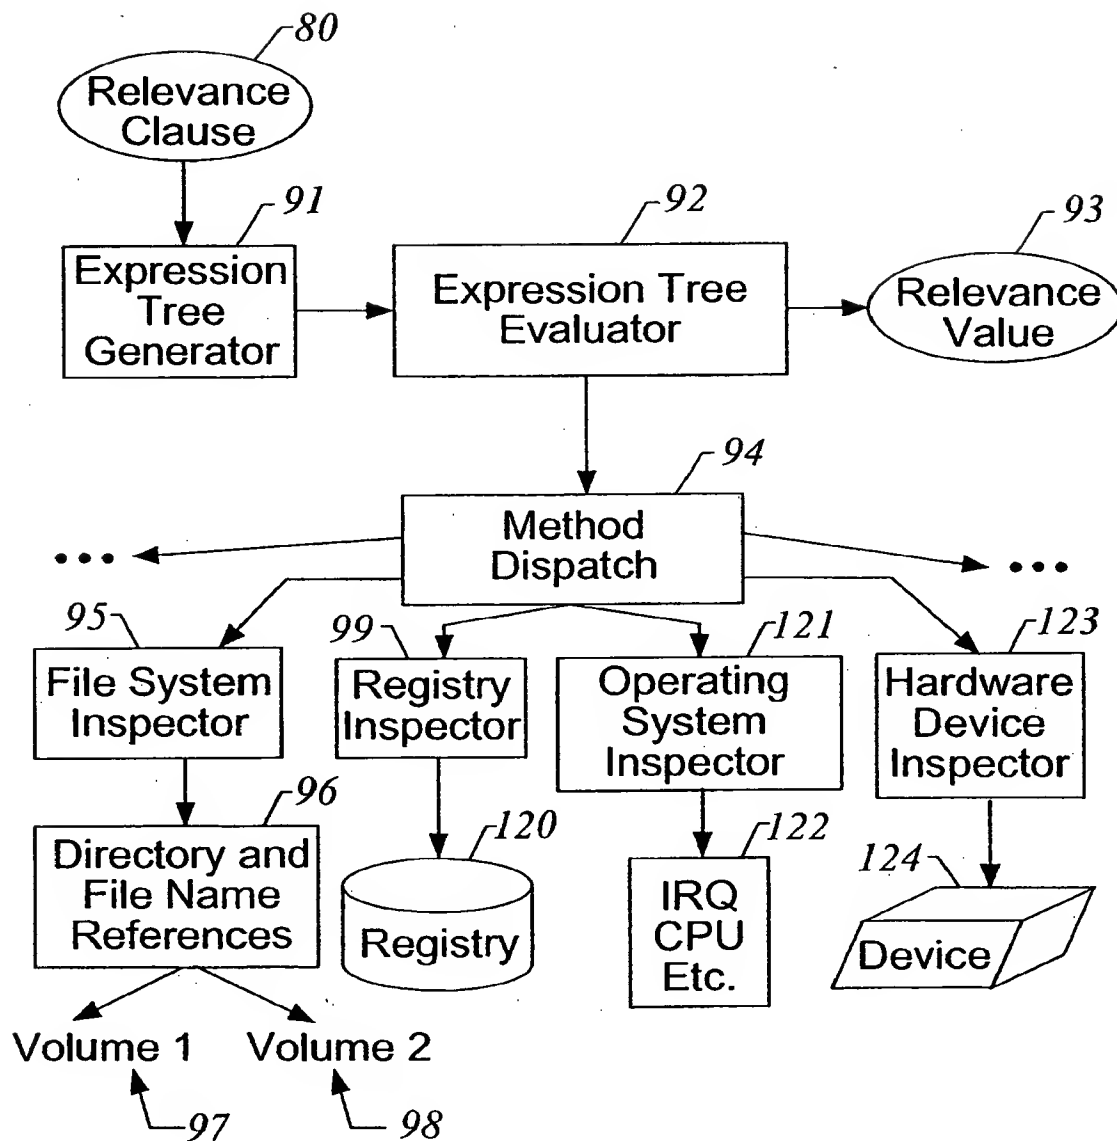 80
Relevance
Clause
91
Expression
Tree
Generator
92
Expression Tree
Evaluator
93
Relevance
Value
94
Method
Dispatch
•••
•••
95
File System
Inspector
99
Registry
Inspector
121
Operating
System
Inspector
123
Hardware
Device
Inspector
96
Directory and
File Name
References
120
Registry
122
IRQ
CPU
Etc.
124
Device
Volume 1
Volume 2
97
98